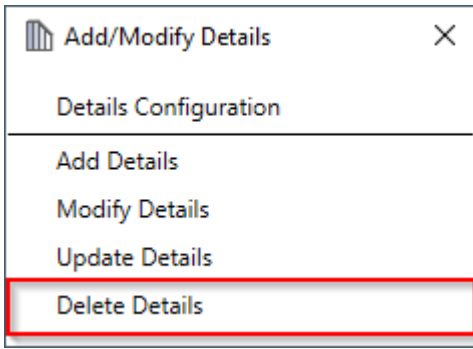 Add/Modify Details
Details Configuration
Add Details
Modify Details
Update Details
Delete Details